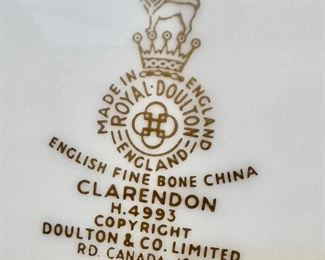 MADE IN ENGLAND
ROYAL·DOULTON
ENGLAND
ENGLISH FINE BONE CHINA
CLARENDON
H.4993
COPYRIGHT
DOULTON & CO. LIMITED
RD. CANADA